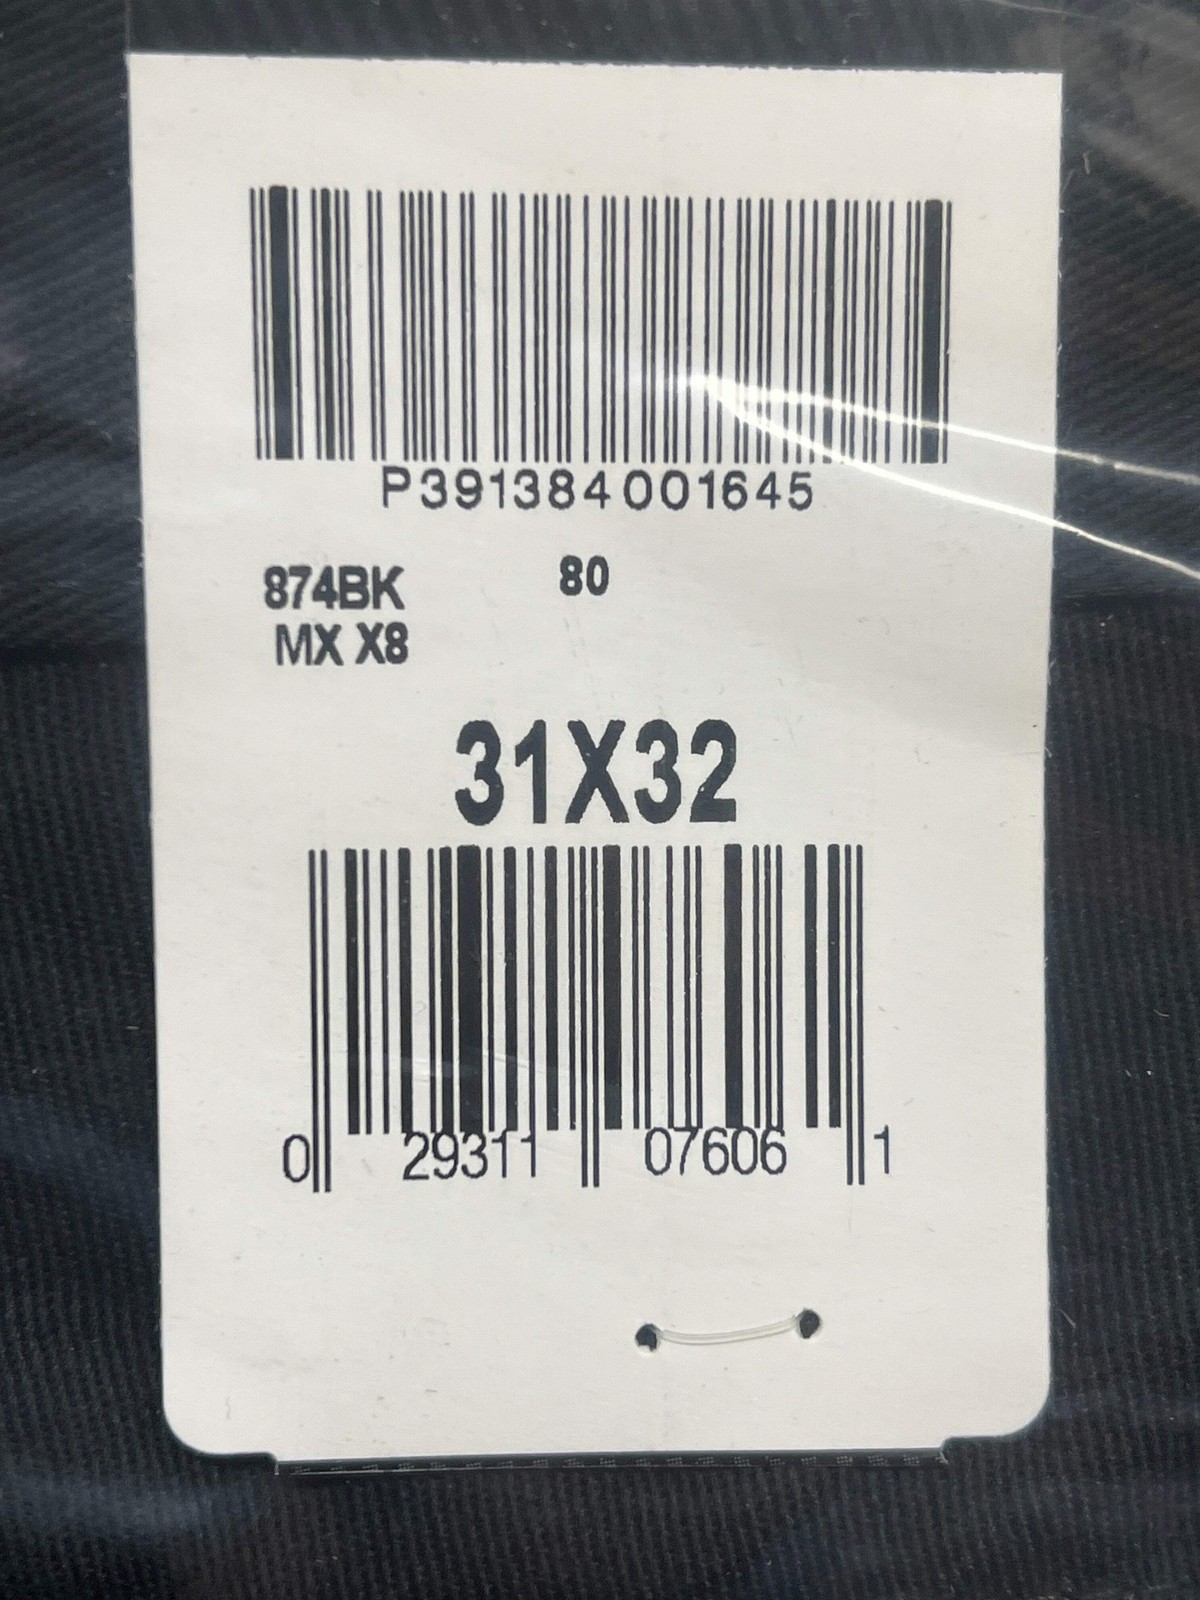 P391384001645
874BK 80
MX X8
31X32
0 29311 07606 1